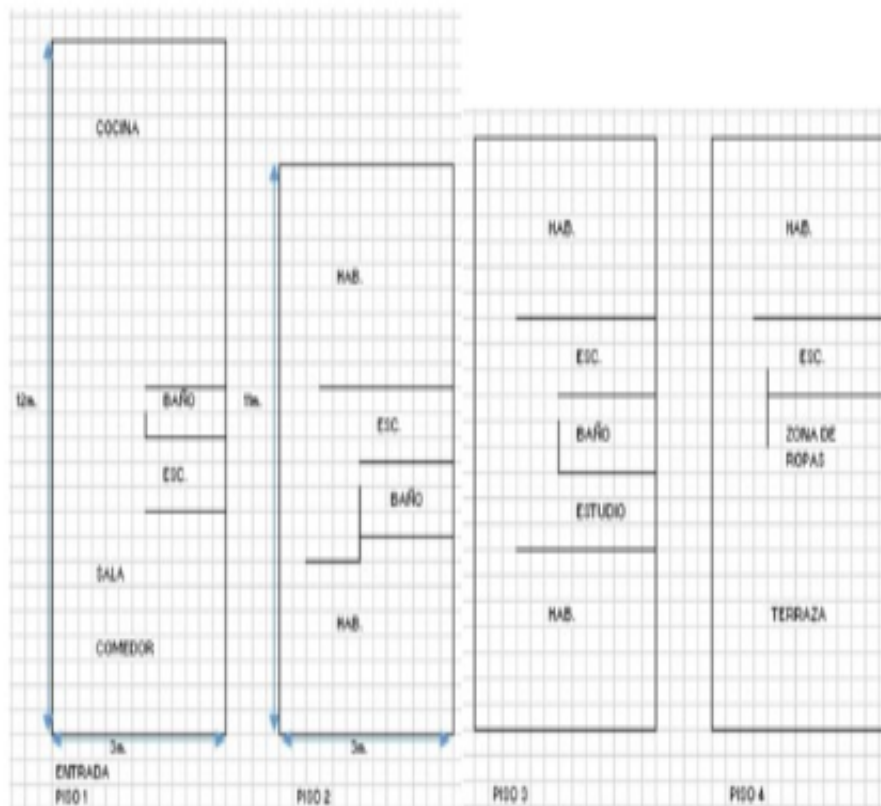 COCINA
12m.
BAÑO
ESC.
SALA
COMEDOR
3m.
ENTRADA
PISO 1
HAB.
11m.
ESC.
BAÑO
HAB.
3m.
PISO 2
HAB.
ESC.
BAÑO
ESTUDIO
HAB.
PISO 3
HAB.
ESC.
ZONA DE
ROPAS
TERRAZA
PISO 4